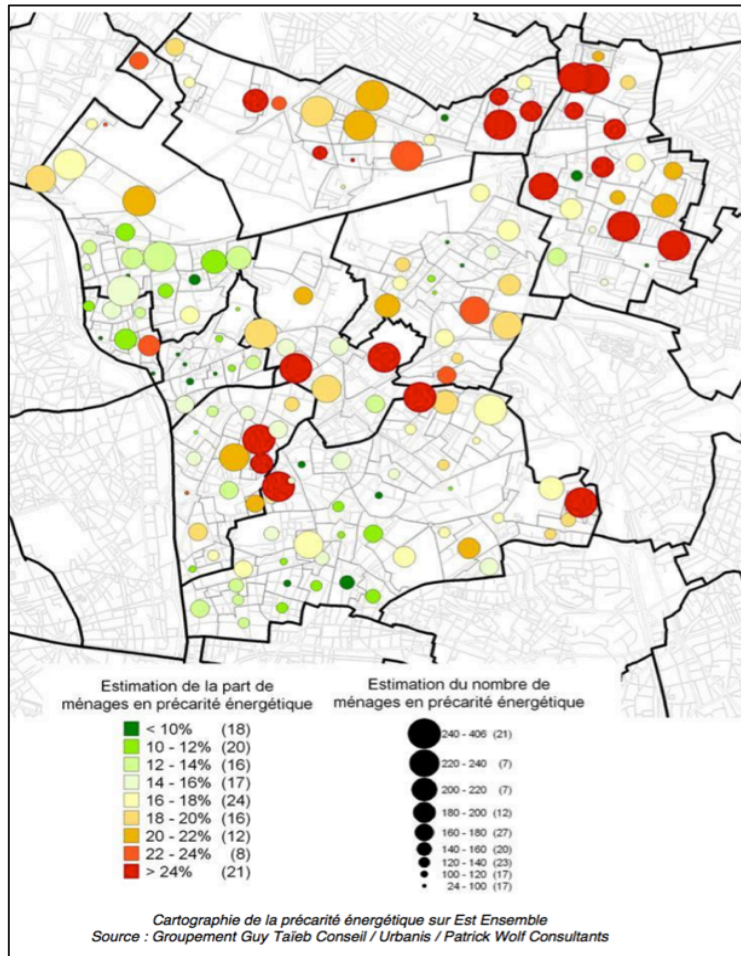 Estimation de la part de
ménages en précarité énergétique
< 10% (18)
10 - 12% (20)
12 - 14% (16)
14 - 16% (17)
16 - 18% (24)
18 - 20% (16)
20 - 22% (12)
22 - 24% (8)
> 24% (21)
Estimation du nombre de
ménages en précarité énergétique
240 - 406 (21)
220 - 240 (7)
200 - 220 (7)
180 - 200 (12)
160 - 180 (27)
140 - 160 (20)
120 - 140 (23)
100 - 120 (17)
24 - 100 (17)
Cartographie de la précarité énergétique sur Est Ensemble
Source : Groupement Guy Taïeb Conseil / Urbanis / Patrick Wolf Consultants